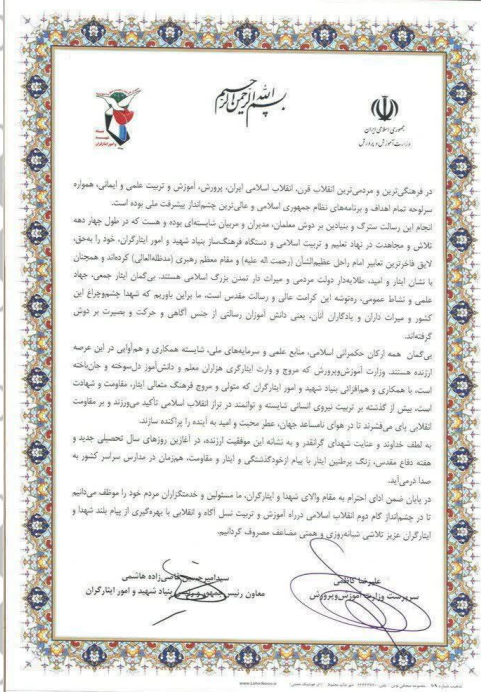 بسم الله الرحمن الرحیم
جمهوری اسلامی ایران
وزارت آموزش و پرورش
بنیاد شهید و امور ایثارگران
در فرهنگی‌ترین و مردمی‌ترین انقلاب قرن، انقلاب اسلامی ایران، پرورش، آموزش و تربیت علمی و ایمانی، همواره
سرلوحه تمام اهداف و برنامه‌های نظام جمهوری اسلامی و عالی‌ترین چشم‌انداز پیشرفت ملی بوده است.
انجام این رسالت سترگ و بنیادین بر دوش معلمان، مدیران و مربیان شایسته‌ای بوده و هست که در طول چهار دهه
تلاش و مجاهدت در نهاد تعلیم و تربیت اسلامی و دستگاه فرهنگ‌ساز بنیاد شهید و امور ایثارگران، خود را به‌حق،
لایق فاخرترین تعابیر امام راحل عظیم‌الشأن (رحمت اله علیه) و مقام معظم رهبری (مدظله‌العالی) کرده‌اند و همچنان
با نشان ایثار و امید، طلایه‌دار دولت مردمی و میراث دار تمدن بزرگ اسلامی هستند. بی‌گمان ایثار جمعی، جهاد
علمی و نشاط عمومی، ره‌توشه این کرامت عالی و رسالت مقدس است، ما براین باوریم که شهدا چشم‌وچراغ این
کشور و میراث داران و یادگاران آنان، یعنی دانش آموزان رسالتی از جنس آگاهی و حرکت و بصیرت بر دوش
گرفته‌اند.
بی‌گمان همه ارکان حکمرانی اسلامی، منابع علمی و سرمایه‌های ملی، شایسته همکاری و هم‌آوایی در این عرصه
ارزنده هستند. وزارت آموزش‌وپرورش که مروج و وارث ایثارگری هزاران معلم و دانش‌آموز دل‌سوخته و جان‌باخته
است، با همکاری و هم‌افزائی بنیاد شهید و امور ایثارگران که متولی و مروج فرهنگ متعالی ایثار، مقاومت و شهادت
است، بیش از گذشته بر تربیت نیروی انسانی شایسته و توانمند در تراز انقلاب اسلامی تأکید می‌ورزند و بر مقاومت
انقلابی پای می‌فشرند تا در هوای نامساعد جهان، عطر محبت و امید به آینده را پراکنده سازند.
به لطف خداوند و عنایت شهدای گرانقدر و به نشانه این موفقیت ارزنده، در آغازین روزهای سال تحصیلی جدید و
هفته دفاع مقدس، زنگ پرطنین ایثار با پیام ازخودگذشتگی و ایثار و مقاومت، همزمان در مدارس سراسر کشور به
صدا درمی‌آید.
در پایان ضمن ادای احترام به مقام والای شهدا و ایثارگران، ما مسئولین و خدمتگزاران مردم خود را موظف می‌دانیم
تا در چشم‌انداز گام دوم انقلاب اسلامی درراه آموزش و تربیت نسل آگاه و انقلابی با بهره‌گیری از پیام بلند شهدا و
ایثارگران عزیز تلاشی شبانه‌روزی و همتی مضاعف مصروف گردانیم.
علیرضا کاظمی
سرپرست وزارت آموزش‌وپرورش
سیدامیرحسین قاضی‌زاده هاشمی
معاون رئیس جمهور و رئیس بنیاد شهید و امور ایثارگران